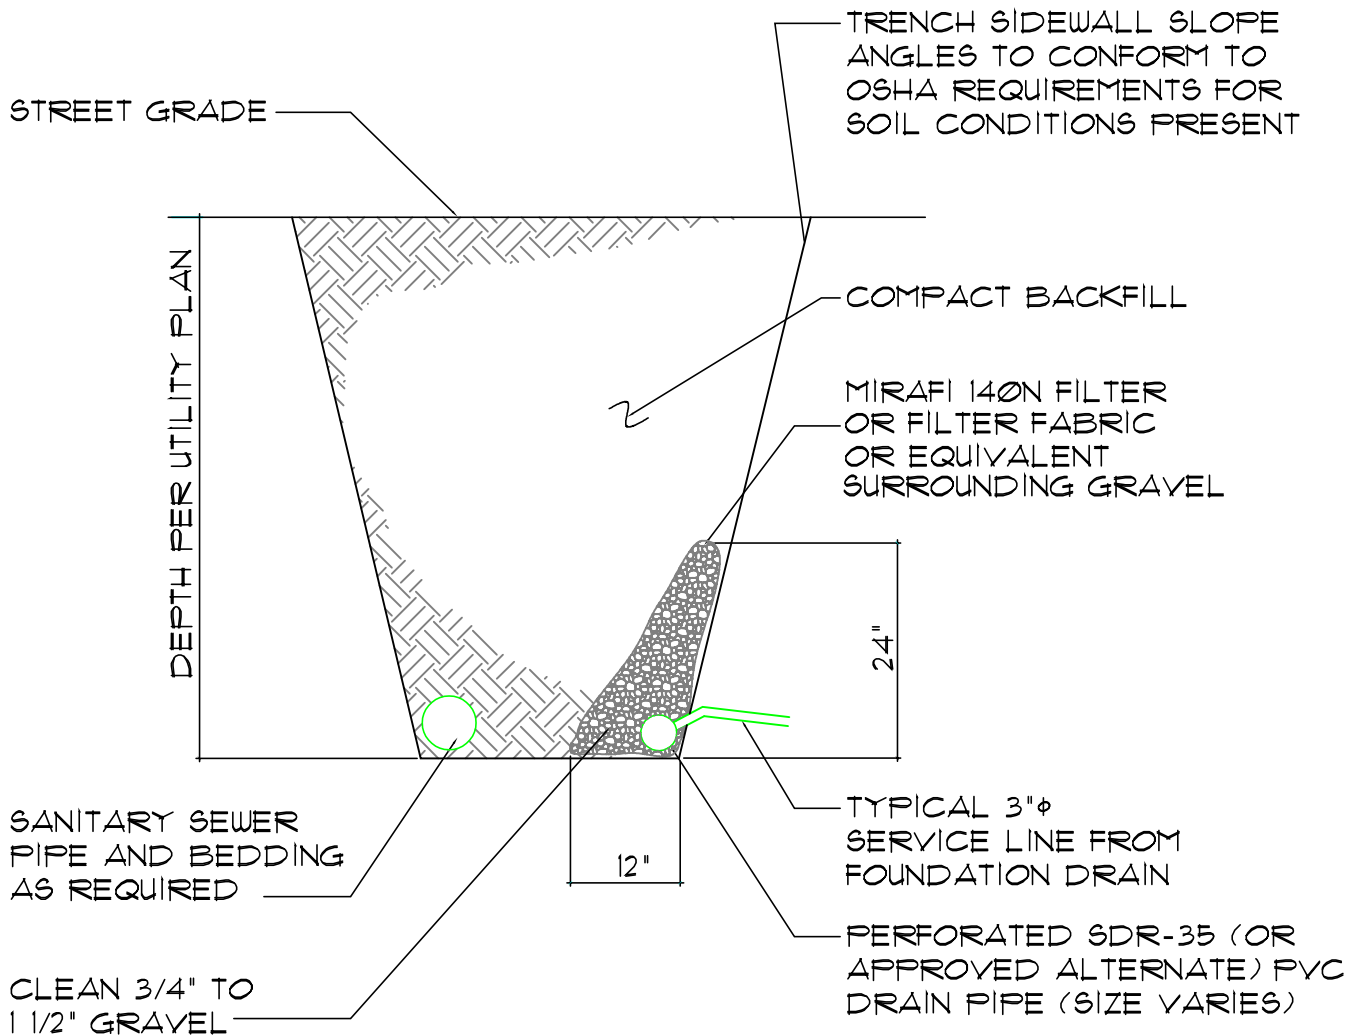 TRENCH SIDEWALL SLOPE
ANGLES TO CONFORM TO
OSHA REQUIREMENTS FOR
SOIL CONDITIONS PRESENT
STREET GRADE
DEPTH PER UTILITY PLAN
COMPACT BACKFILL
MIRAFI 140N FILTER
OR FILTER FABRIC
OR EQUIVALENT
SURROUNDING GRAVEL
24"
12"
SANITARY SEWER
PIPE AND BEDDING
AS REQUIRED
CLEAN 3/4" TO
1 1/2" GRAVEL
TYPICAL 3"ϕ
SERVICE LINE FROM
FOUNDATION DRAIN
PERFORATED SDR-35 (OR
APPROVED ALTERNATE) PVC
DRAIN PIPE (SIZE VARIES)